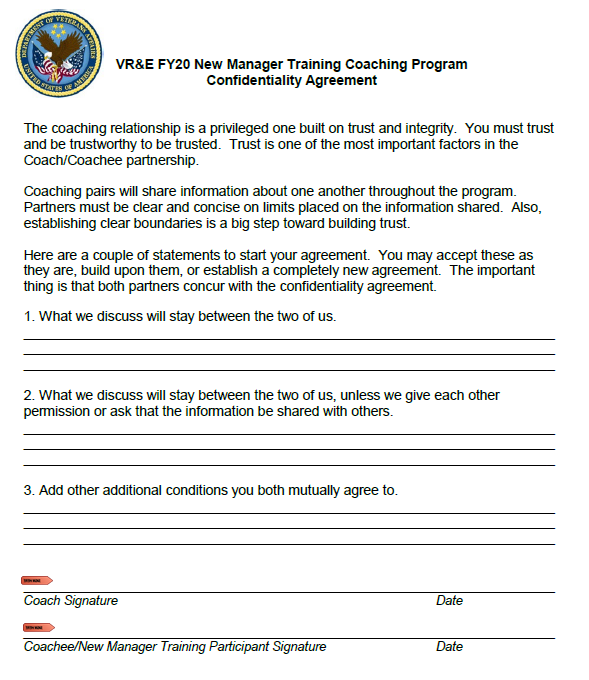 DEPARTMENT OF VETERANS AFFAIRS
UNITED STATES OF AMERICA
VR&E FY20 New Manager Training Coaching Program
Confidentiality Agreement
The coaching relationship is a privileged one built on trust and integrity.  You must trust
and be trustworthy to be trusted.  Trust is one of the most important factors in the
Coach/Coachee partnership.
Coaching pairs will share information about one another throughout the program.
Partners must be clear and concise on limits placed on the information shared.  Also,
establishing clear boundaries is a big step toward building trust.
Here are a couple of statements to start your agreement.  You may accept these as
they are, build upon them, or establish a completely new agreement.  The important
thing is that both partners concur with the confidentiality agreement.
1. What we discuss will stay between the two of us.
2. What we discuss will stay between the two of us, unless we give each other
permission or ask that the information be shared with others.
3. Add other additional conditions you both mutually agree to.
Coach Signature Date
Coachee/New Manager Training Participant Signature Date